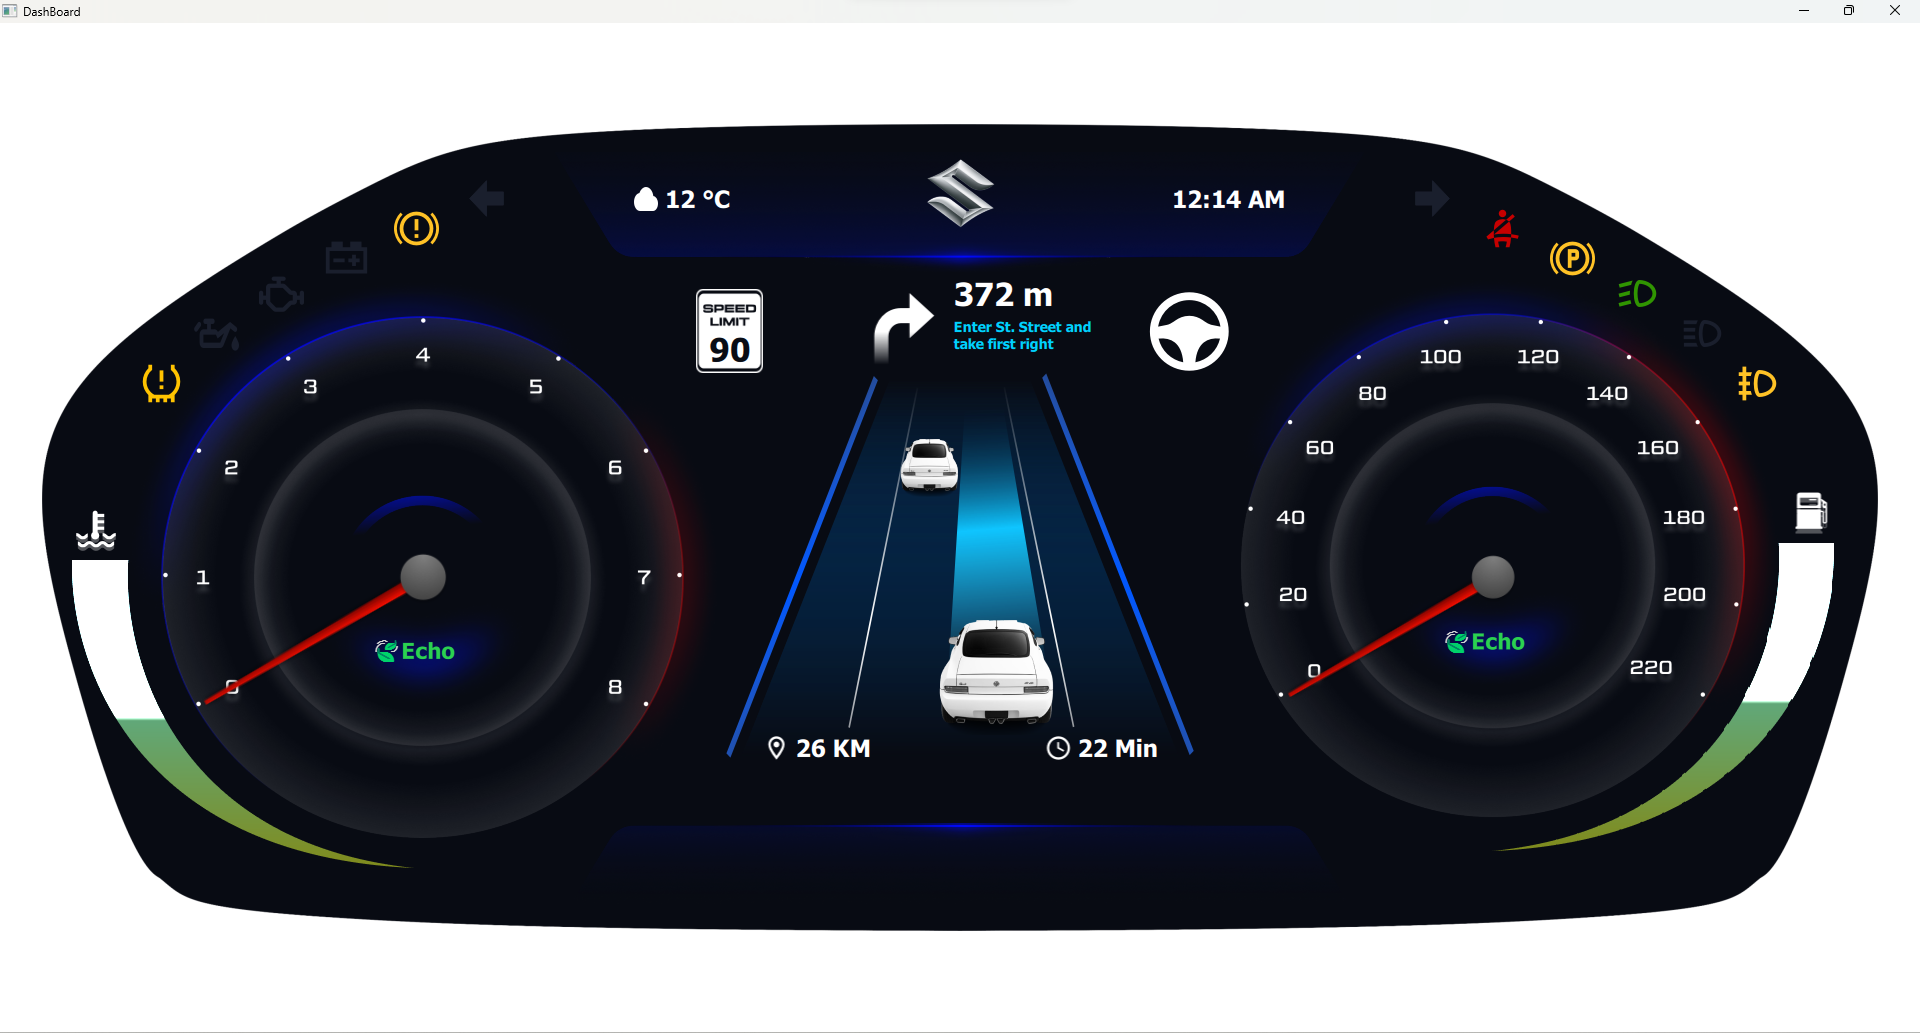 DashBoard
12 °C
12:14 AM
SPEED
LIMIT
90
372 m
Enter St. Street and
take first right
P
0
1
2
3
4
5
6
7
8
Echo
0
20
40
60
80
100
120
140
160
180
200
220
Echo
26 KM
22 Min